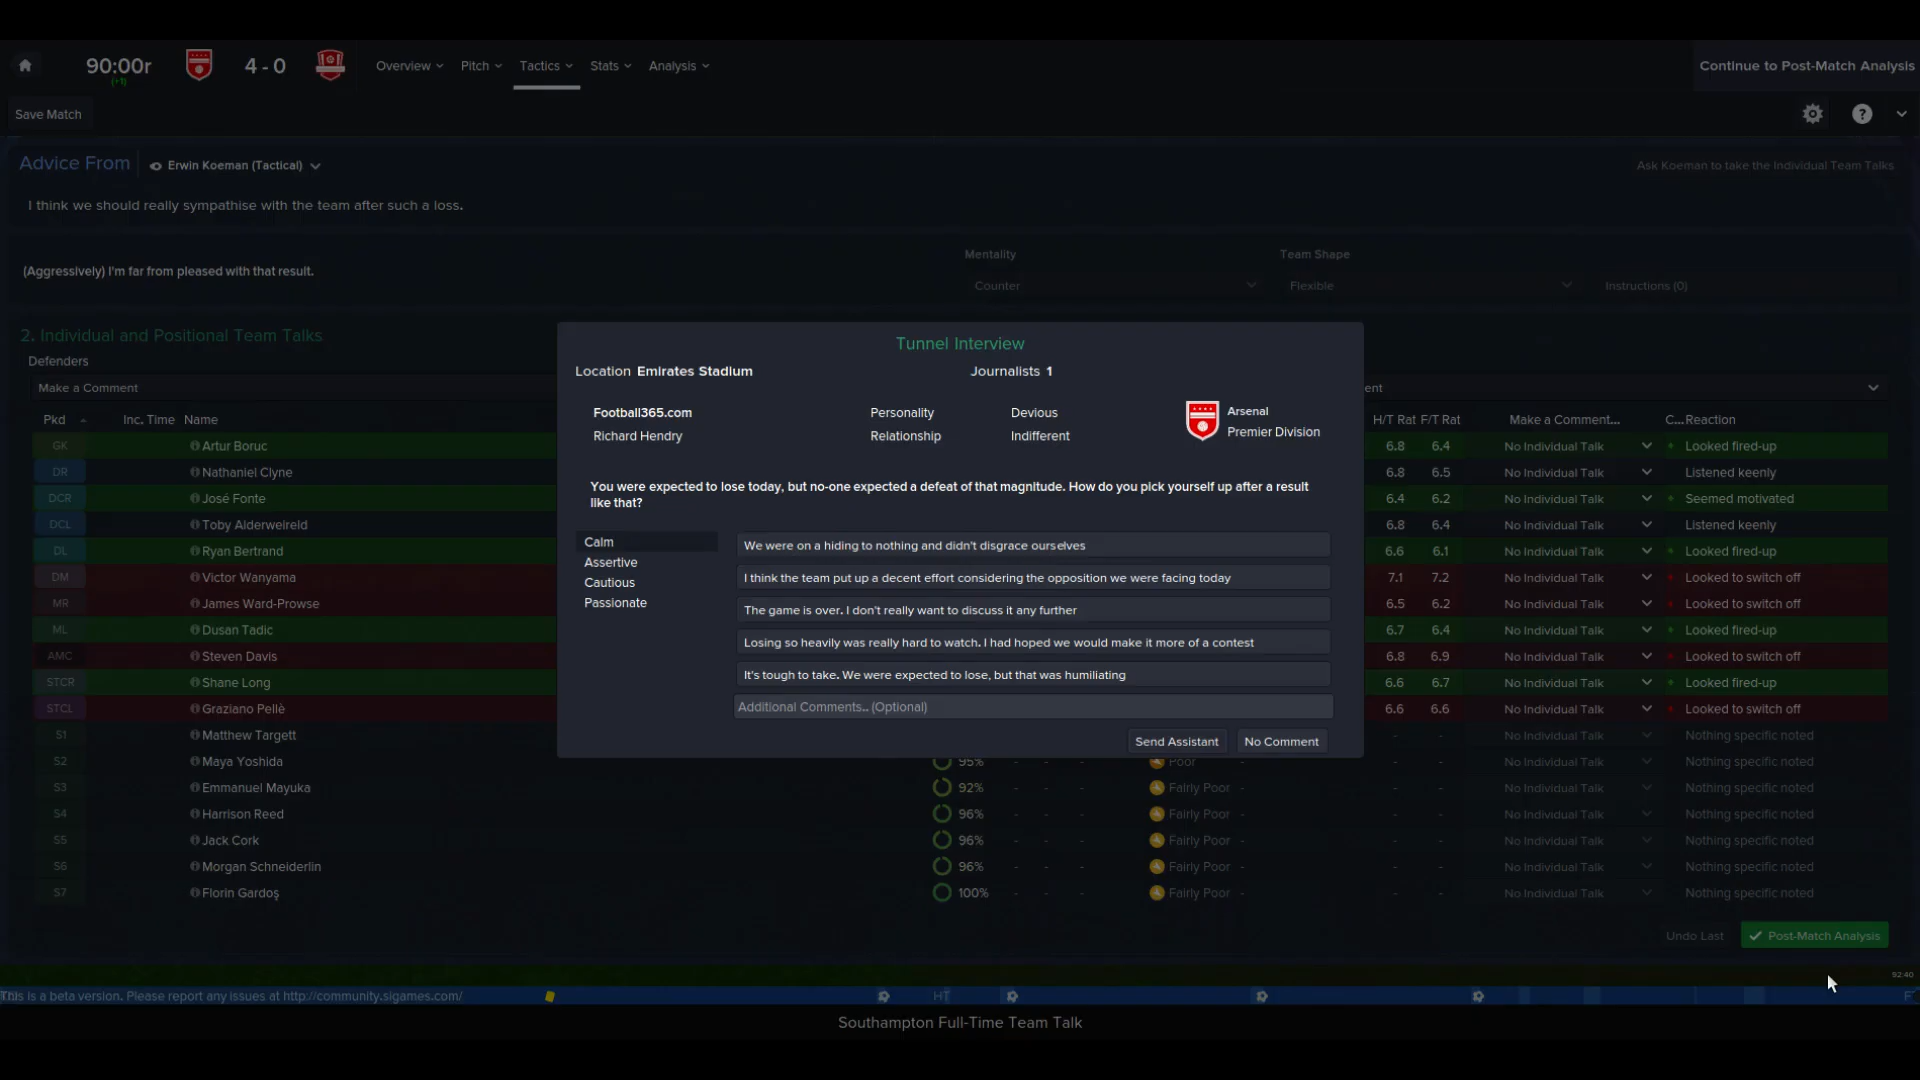 90:00r
(+1)
4 - 0
Overview
Pitch
Tactics
Stats
Analysis
Continue to Post-Match Analysis
Save Match
?
Advice From
Erwin Koeman (Tactical)
Ask Koeman to take the Individual Team Talks
I think we should really sympathise with the team after such a loss.
Mentality
Team Shape
(Aggressively) I'm far from pleased with that result.
Counter
Flexible
Instructions (0)
2. Individual and Positional Team Talks
Defenders
Make a Comment
ent
Tunnel Interview
Location Emirates Stadium
Journalists 1
Football365.com
Personality
Devious
Arsenal
Richard Hendry
Relationship
Indifferent
Premier Division
You were expected to lose today, but no-one expected a defeat of that magnitude. How do you pick yourself up after a result
like that?
Calm
Assertive
Cautious
Passionate
We were on a hiding to nothing and didn't disgrace ourselves
I think the team put up a decent effort considering the opposition we were facing today
The game is over. I don't really want to discuss it any further
Losing so heavily was really hard to watch. I had hoped we would make it more of a contest
It's tough to take. We were expected to lose, but that was humiliating
Additional Comments.. (Optional)
Send Assistant
No Comment
Pkd Inc. Time Name H/T Rat F/T Rat Make a Comment... C... Reaction
GK Artur Boruc 6.8 6.4 No Individual Talk Looked fired-up
DR Nathaniel Clyne 6.8 6.5 No Individual Talk Listened keenly
DCR José Fonte 6.4 6.2 No Individual Talk Seemed motivated
DCL Toby Alderweireld 6.8 6.4 No Individual Talk Listened keenly
DL Ryan Bertrand 6.6 6.1 No Individual Talk Looked fired-up
DM Victor Wanyama 7.1 7.2 No Individual Talk Looked to switch off
MR James Ward-Prowse 6.5 6.2 No Individual Talk Looked to switch off
ML Dusan Tadic 6.7 6.4 No Individual Talk Looked fired-up
AMC Steven Davis 6.8 6.9 No Individual Talk Looked to switch off
STCR Shane Long 6.6 6.7 No Individual Talk Looked fired-up
STCL Graziano Pellè 6.6 6.6 No Individual Talk Looked to switch off
S1 Matthew Targett - - No Individual Talk Nothing specific noted
S2 Maya Yoshida 95% - - - Poor - - - No Individual Talk Nothing specific noted
S3 Emmanuel Mayuka 92% - - - Fairly Poor - - - No Individual Talk Nothing specific noted
S4 Harrison Reed 96% - - - Fairly Poor - - - No Individual Talk Nothing specific noted
S5 Jack Cork 96% - - - Fairly Poor - - - No Individual Talk Nothing specific noted
S6 Morgan Schneiderlin 96% - - - Fairly Poor - - - No Individual Talk Nothing specific noted
S7 Florin Gardoş 100% - - - Fairly Poor - - - No Individual Talk Nothing specific noted
Undo Last
Post-Match Analysis
92:40
This is a beta version. Please report any issues at http://community.sigames.com/
HT
Southampton Full-Time Team Talk